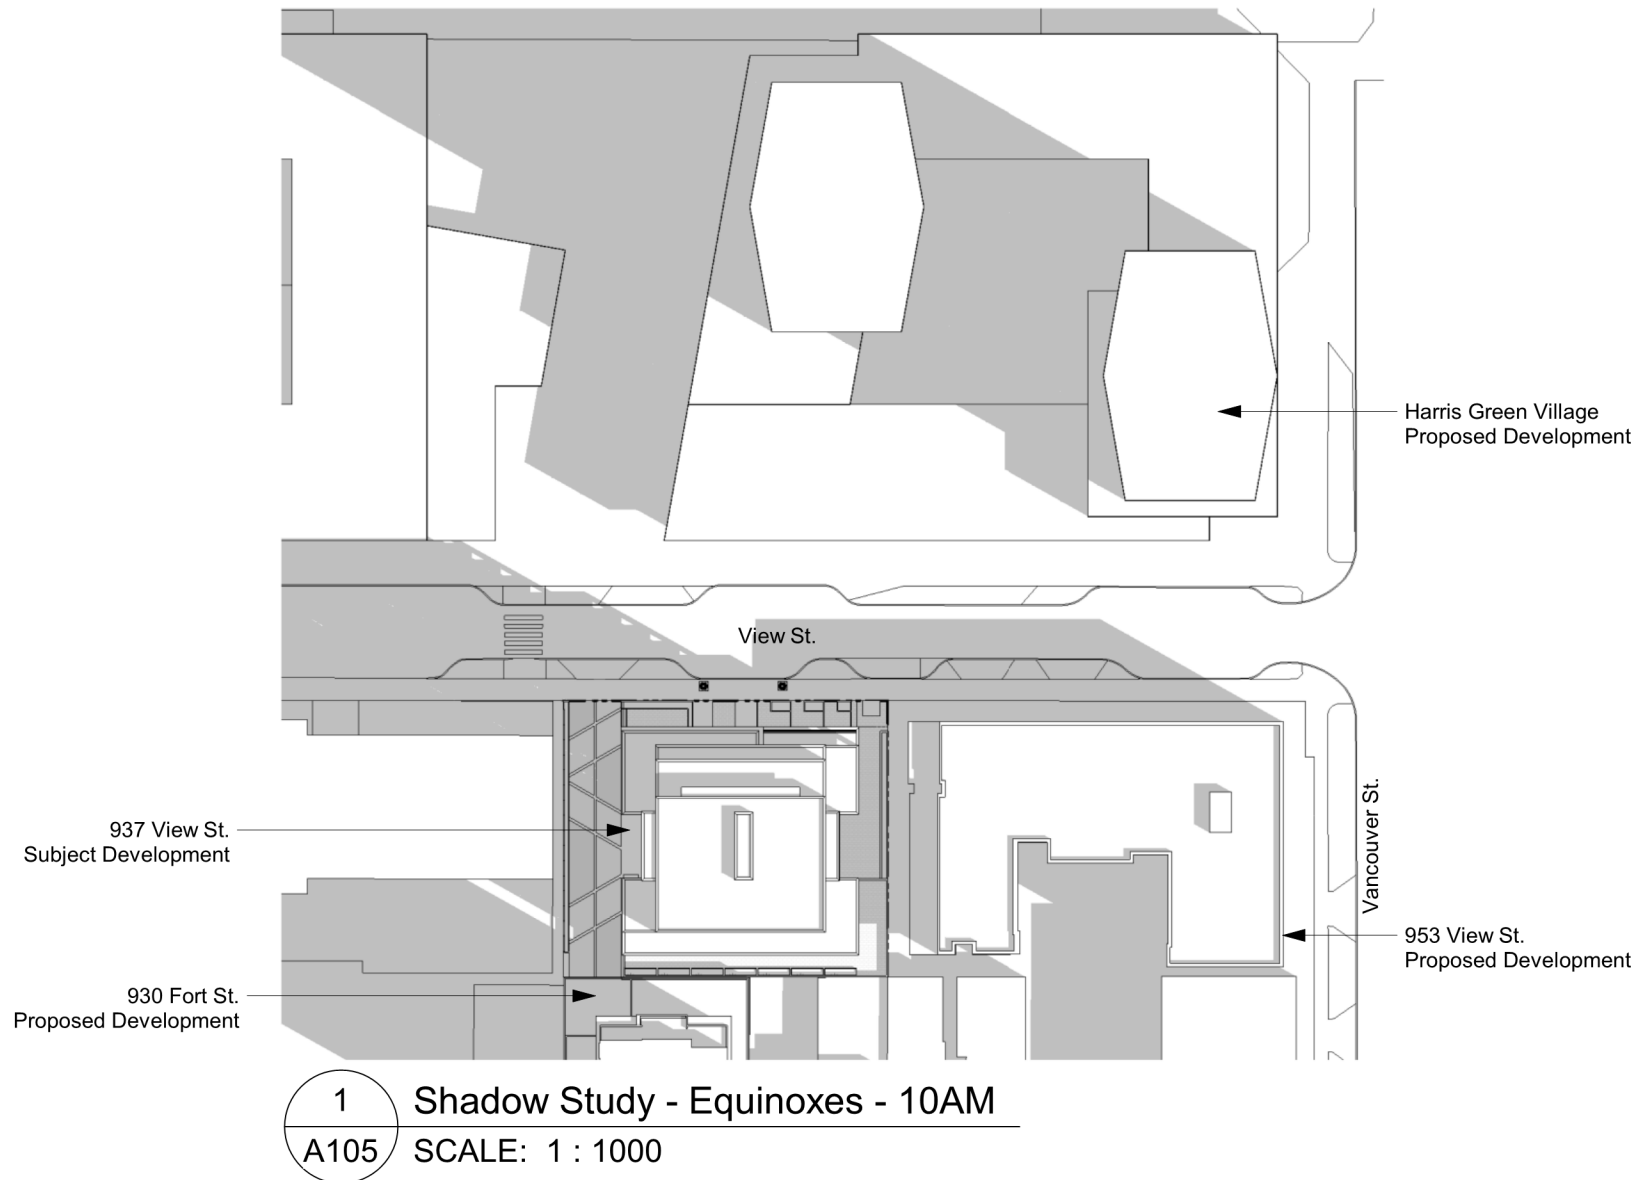 Harris Green Village
Proposed Development
View St.
Vancouver St.
937 View St.
Subject Development
953 View St.
Proposed Development
930 Fort St.
Proposed Development
1
Shadow Study - Equinoxes - 10AM
A105
SCALE: 1 : 1000